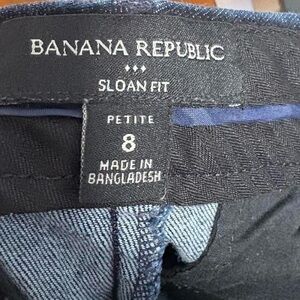 BANANA REPUBLIC
SLOAN FIT
PETITE
8
MADE IN
BANGLADESH